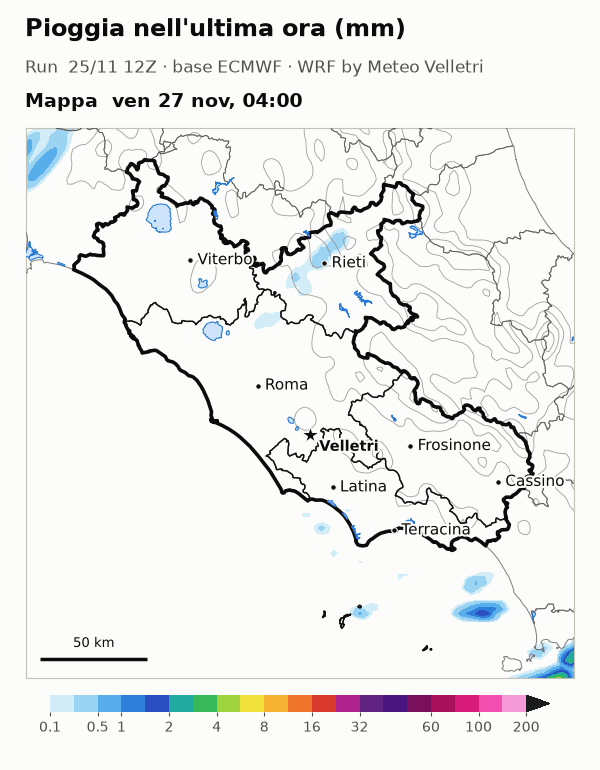 Pioggia nell'ultima ora (mm)
Run  25/11 12Z · base ECMWF · WRF by Meteo Velletri
Mappa  ven 27 nov, 04:00
Viterbo
Rieti
Roma
Velletri
Frosinone
Cassino
Latina
Terracina
50 km
0.1 0.5 1 2 4 8 16 32 60 100 200